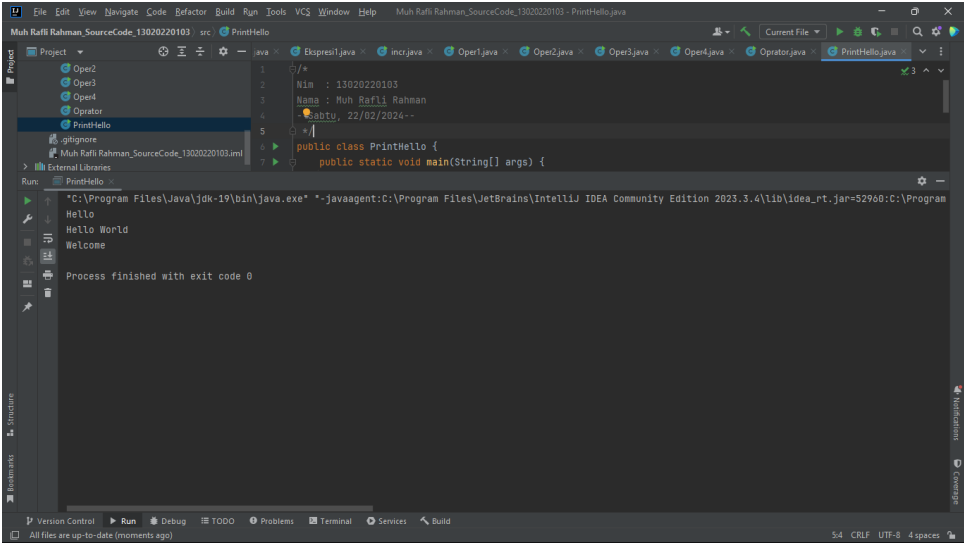 File Edit View Navigate Code Refactor Build Run Tools VCS Window Help Muh Rafli Rahman_SourceCode_13020220103 - PrintHello.java
Muh Rafli Rahman_SourceCode_13020220103 src PrintHello Current File
Project java Ekspresi1.java incr.java Oper1.java Oper2.java Oper3.java Oper4.java Oprator.java PrintHello.java
Project
Oper2
Oper3
Oper4
Oprator
PrintHello
.gitignore
Muh Rafli Rahman_SourceCode_13020220103.iml
External Libraries
1 /*
2 Nim : 13020220103
3 Nama : Muh Rafli Rahman
4 --Sabtu, 22/02/2024--
5 */
6 public class PrintHello {
7 public static void main(String[] args) {
3
Run: PrintHello
"C:\Program Files\Java\jdk-19\bin\java.exe" "-javaagent:C:\Program Files\JetBrains\IntelliJ IDEA Community Edition 2023.3.4\lib\idea_rt.jar=52960:C:\Program
Hello
Hello World
Welcome
Process finished with exit code 0
Structure
Bookmarks
Notifications
Coverage
Version Control Run Debug TODO Problems Terminal Services Build
All files are up-to-date (moments ago) 5:4 CRLF UTF-8 4 spaces